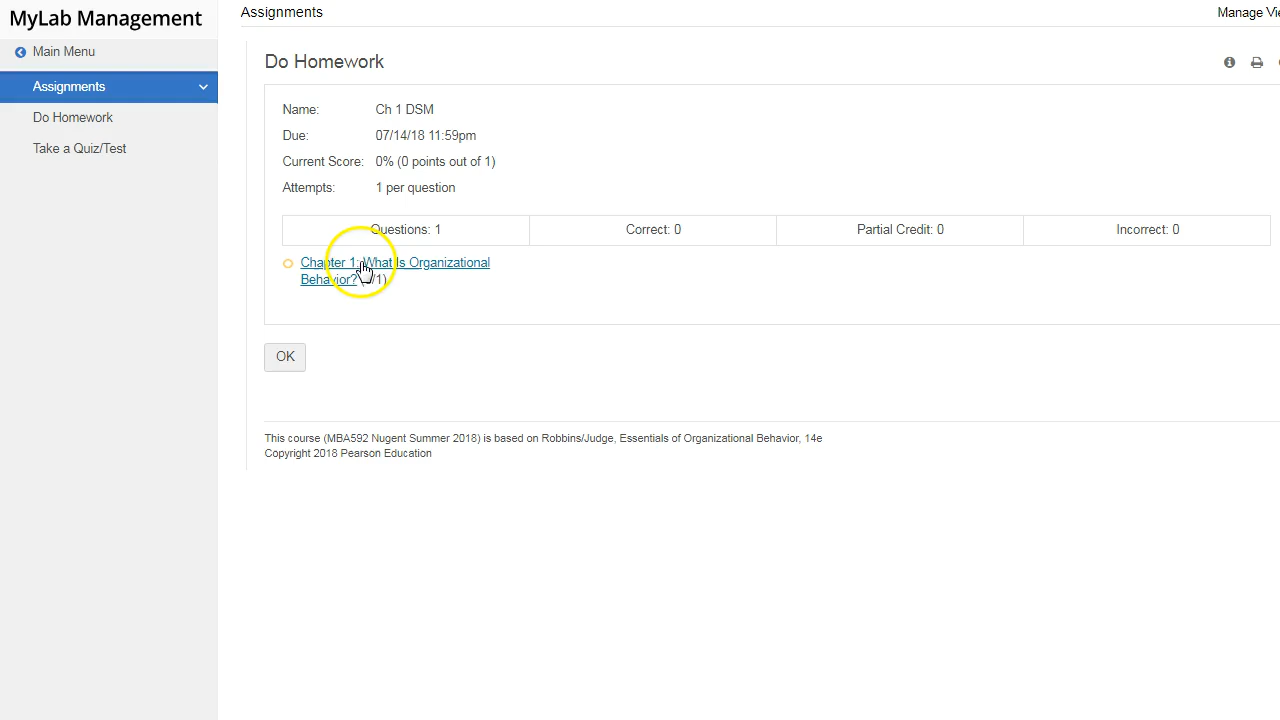 MyLab Management
Assignments
Manage Vie
Main Menu
Assignments
Do Homework
Take a Quiz/Test
Do Homework
Name: Ch 1 DSM
Due: 07/14/18 11:59pm
Current Score: 0% (0 points out of 1)
Attempts: 1 per question
Questions: 1 Correct: 0 Partial Credit: 0 Incorrect: 0
Chapter 1: What Is Organizational
Behavior? /1)
OK
This course (MBA592 Nugent Summer 2018) is based on Robbins/Judge, Essentials of Organizational Behavior, 14e
Copyright 2018 Pearson Education